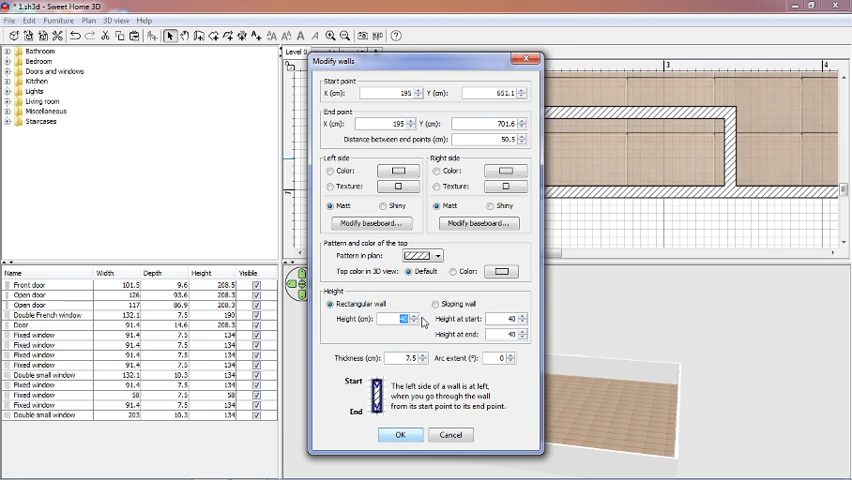 * 1.sh3d - Sweet Home 3D
File Edit Furniture Plan 3D view Help
Level 0
Bathroom
Bedroom
Doors and windows
Kitchen
Lights
Living room
Miscellaneous
Staircases
Name Width Depth Height Visible
Front door 101.5 9.6 208.5
Open door 126 93.6 208.5
Open door 117 86.9 208.5
Double French window 132.1 7.5 190
Door 91.4 14.6 208.5
Fixed window 91.4 7.5 134
Fixed window 91.4 7.5 134
Fixed window 91.4 7.5 134
Fixed window 91.4 7.5 134
Double small window 132.1 10.3 134
Fixed window 91.4 7.5 134
Fixed window 58 7.5 134
Fixed window 91.4 7.5 134
Double small window 203 10.3 134
Modify walls
Start point
X (cm): 195 Y (cm): 651.1
End point
X (cm): 195 Y (cm): 701.6
Distance between end points (cm): 50.5
Left side
Color:
Texture:
Matt Shiny
Modify baseboard...
Right side
Color:
Texture:
Matt Shiny
Modify baseboard...
Pattern and color of the top
Pattern in plan:
Top color in 3D view: Default Color:
Height
Rectangular wall Sloping wall
Height (cm): 40 Height at start: 40
Height at end: 40
Thickness (cm): 7.5 Arc extent (°): 0
Start
End
The left side of a wall is at left,
when you go through the wall
from its start point to its end point.
OK Cancel
3 4